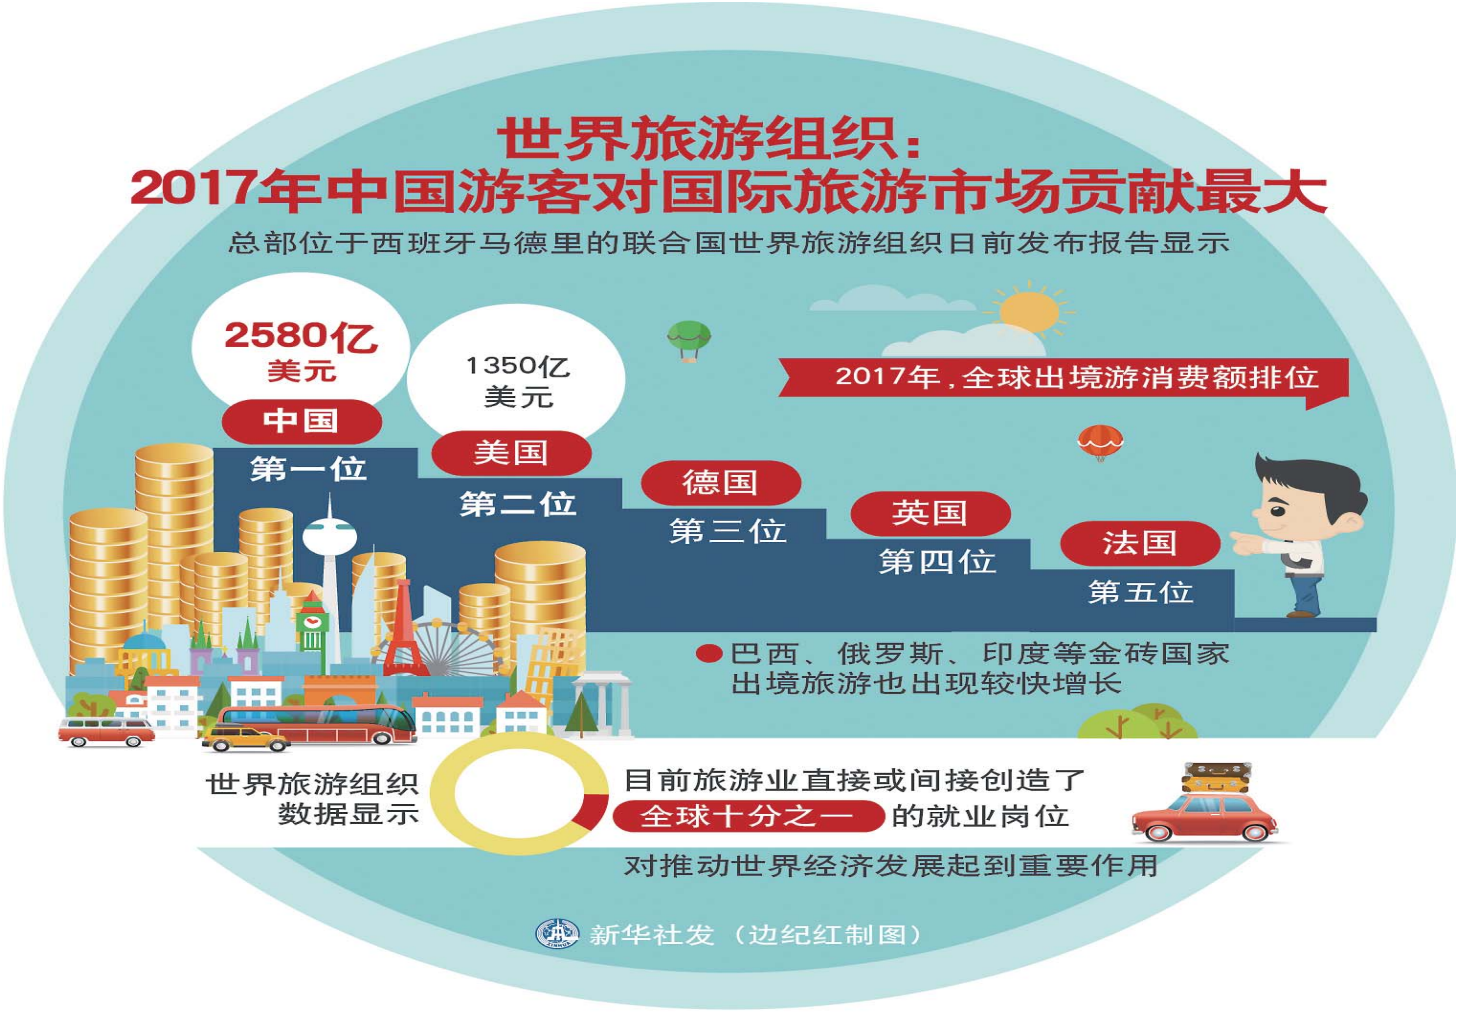 世界旅游组织：
2017年中国游客对国际旅游市场贡献最大
总部位于西班牙马德里的联合国世界旅游组织日前发布报告显示
2580亿
美元
中国
第一位
1350亿
美元
美国
第二位
2017年，全球出境游消费额排位
德国
第三位
英国
第四位
法国
第五位
巴西、俄罗斯、印度等金砖国家
出境旅游也出现较快增长
世界旅游组织
数据显示
目前旅游业直接或间接创造了
全球十分之一 的就业岗位
对推动世界经济发展起到重要作用
新华社发（边纪红制图）